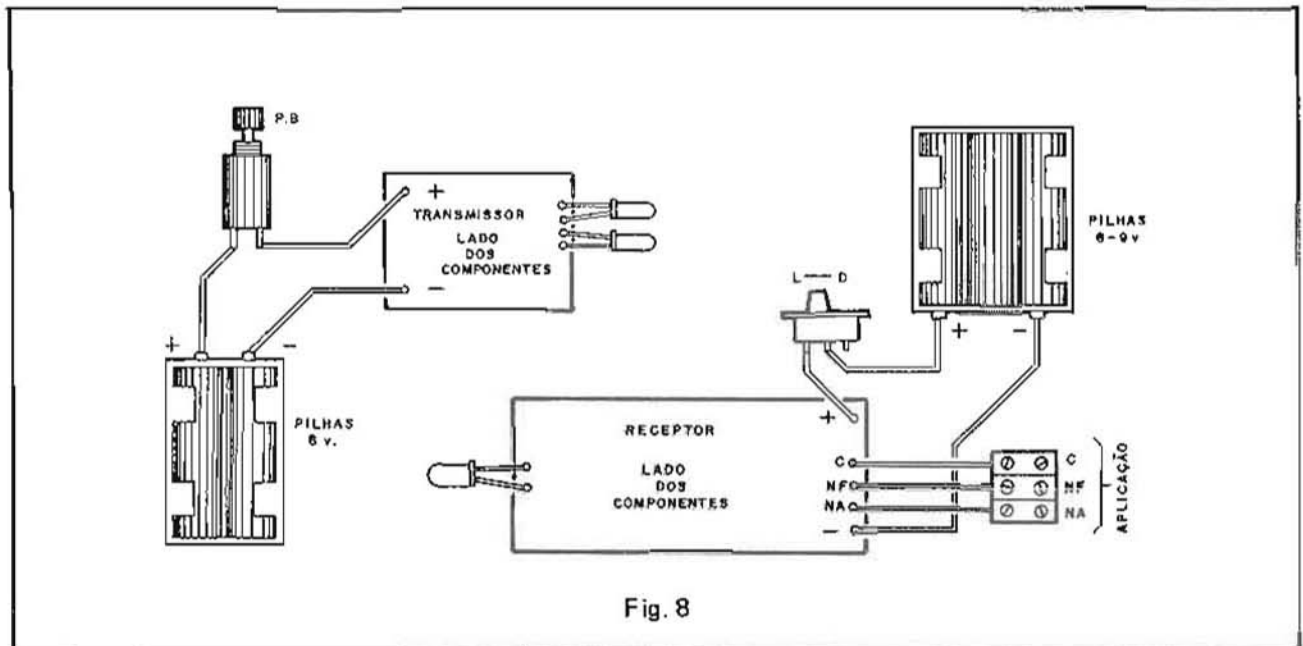 P.B
+
TRANSMISSOR
LADO
DOS
COMPONENTES
−
+ −
PILHAS
6 v.
PILHAS
6-9v
L — D
+ −
+
RECEPTOR
LADO
DOS
COMPONENTES
C
NF
NA
−
C
NF
NA
APLICAÇÃO
Fig. 8